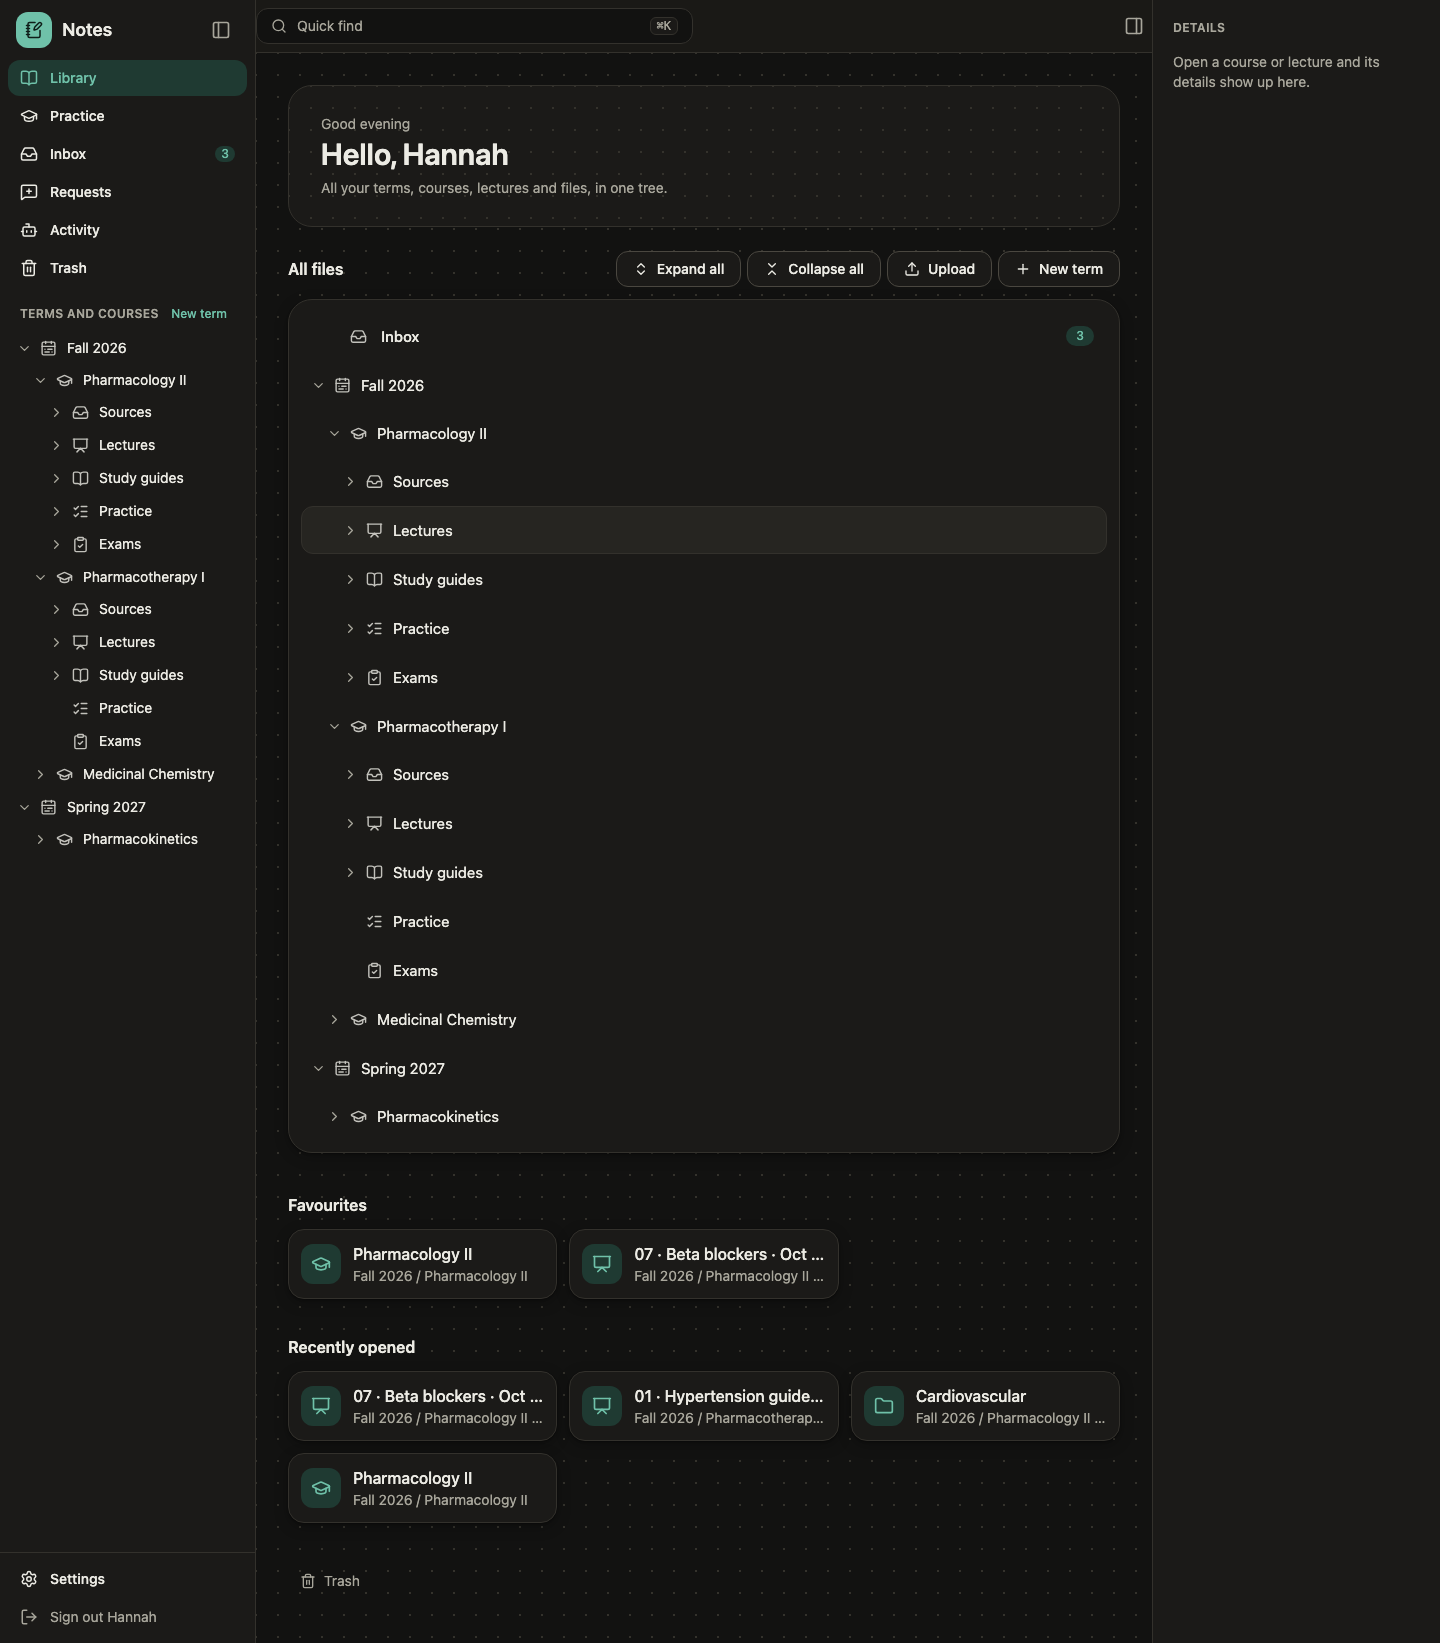 Notes
Library
Practice
Inbox 3
Requests
Activity
Trash
TERMS AND COURSES New term
Fall 2026
Pharmacology II
Sources
Lectures
Study guides
Practice
Exams
Pharmacotherapy I
Sources
Lectures
Study guides
Practice
Exams
Medicinal Chemistry
Spring 2027
Pharmacokinetics
Settings
Sign out Hannah
Quick find ⌘K
Good evening
Hello, Hannah
All your terms, courses, lectures and files, in one tree.
All files Expand all Collapse all Upload New term
Inbox 3
Fall 2026
Pharmacology II
Sources
Lectures
Study guides
Practice
Exams
Pharmacotherapy I
Sources
Lectures
Study guides
Practice
Exams
Medicinal Chemistry
Spring 2027
Pharmacokinetics
Favourites
Pharmacology II
Fall 2026 / Pharmacology II
07 · Beta blockers · Oct ...
Fall 2026 / Pharmacology II ...
Recently opened
07 · Beta blockers · Oct ...
Fall 2026 / Pharmacology II ...
01 · Hypertension guide...
Fall 2026 / Pharmacotherap...
Cardiovascular
Fall 2026 / Pharmacology II ...
Pharmacology II
Fall 2026 / Pharmacology II
Trash
DETAILS
Open a course or lecture and its
details show up here.